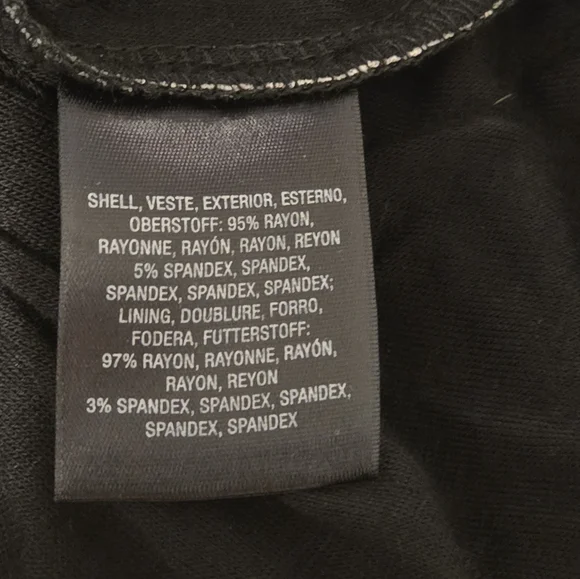 SHELL, VESTE, EXTERIOR, ESTERNO,
OBERSTOFF: 95% RAYON,
RAYONNE, RAYÓN, RAYON, REYON
5% SPANDEX, SPANDEX,
SPANDEX, SPANDEX, SPANDEX;
LINING, DOUBLURE, FORRO,
FODERA, FUTTERSTOFF:
97% RAYON, RAYONNE, RAYÓN,
RAYON, REYON
3% SPANDEX, SPANDEX, SPANDEX,
SPANDEX, SPANDEX